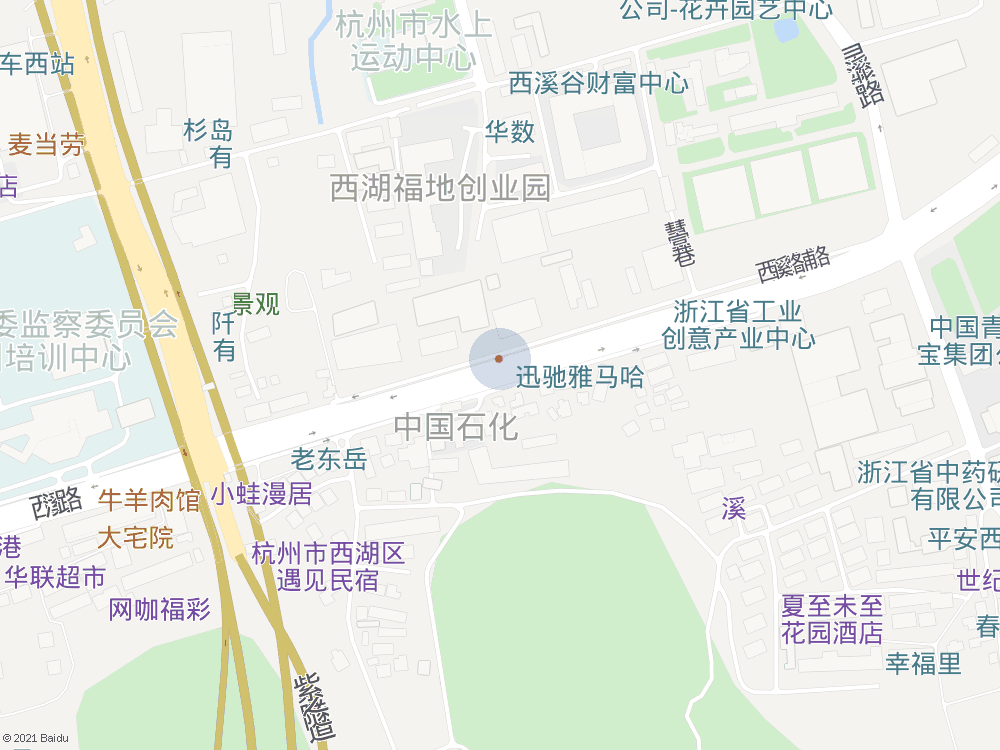 公司-花卉园艺中心
杭州市水上
运动中心
车西站
寻溪路
西溪谷财富中心
杉岛
有
华数
麦当劳
店
西湖福地创业园
慧
巷
西溪路
景观
阡
有
委监察委员会
培训中心
浙江省工业
创意产业中心
中国青
宝集团公
迅驰雅马哈
中国石化
老东岳
浙江省中药研
有限公司
西溪路
牛羊肉馆
小蛙漫居
溪
大宅院
平安西
港
杭州市西湖区
遇见民宿
华联超市
世纪
网咖福彩
夏至未至
花园酒店
春
幸福里
紫
隧道
© 2021 Baidu